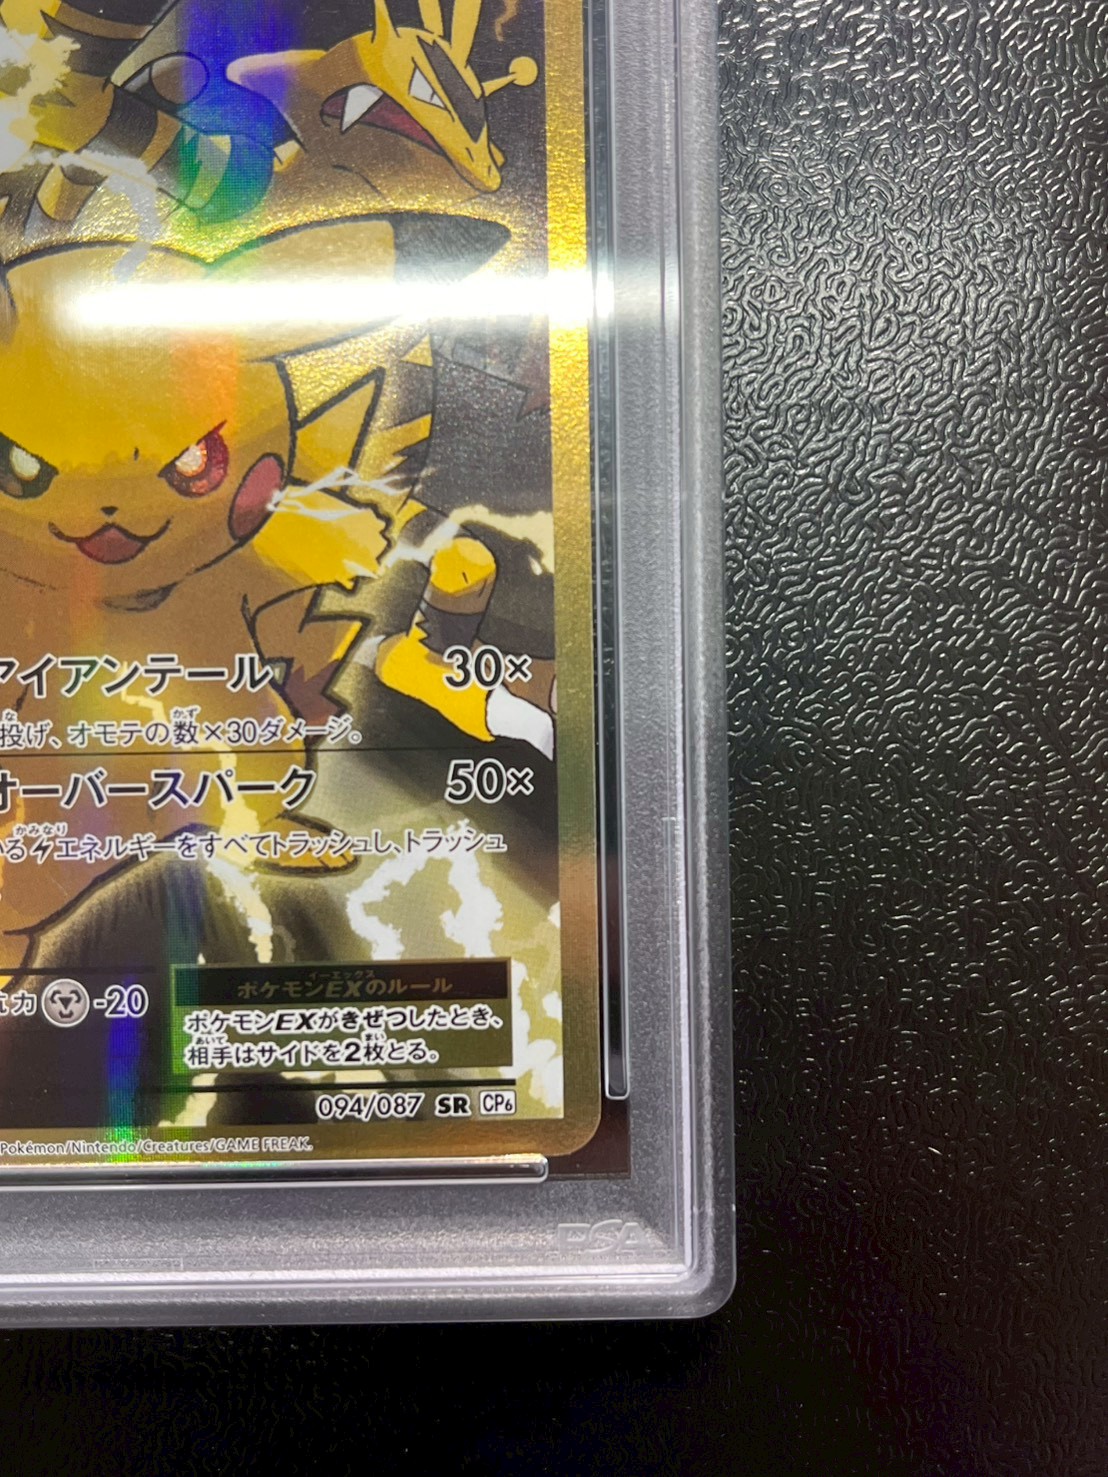 アイアンテール 30×
投げ、オモテの数×30ダメージ。
オーバースパーク 50×
いるエネルギーをすべてトラッシュし、トラッシュ
抗力 -20
ポケモンEXのルール
ポケモンEXがきぜつしたとき、
相手はサイドを2枚とる。
094/087 SR CP6
Pokémon/Nintendo/Creatures/GAME FREAK.
PSA